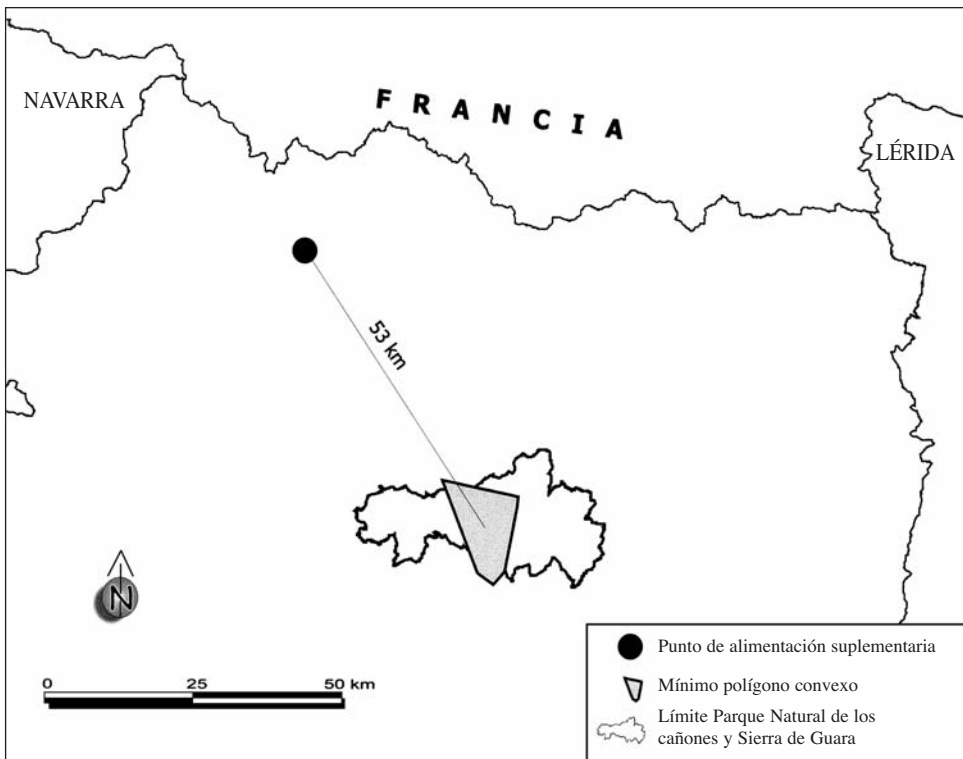 FRANCIA
NAVARRA
LÉRIDA
53 km
N
0 25 50 km
Punto de alimentación suplementaria
Mínimo polígono convexo
Límite Parque Natural de los
cañones y Sierra de Guara